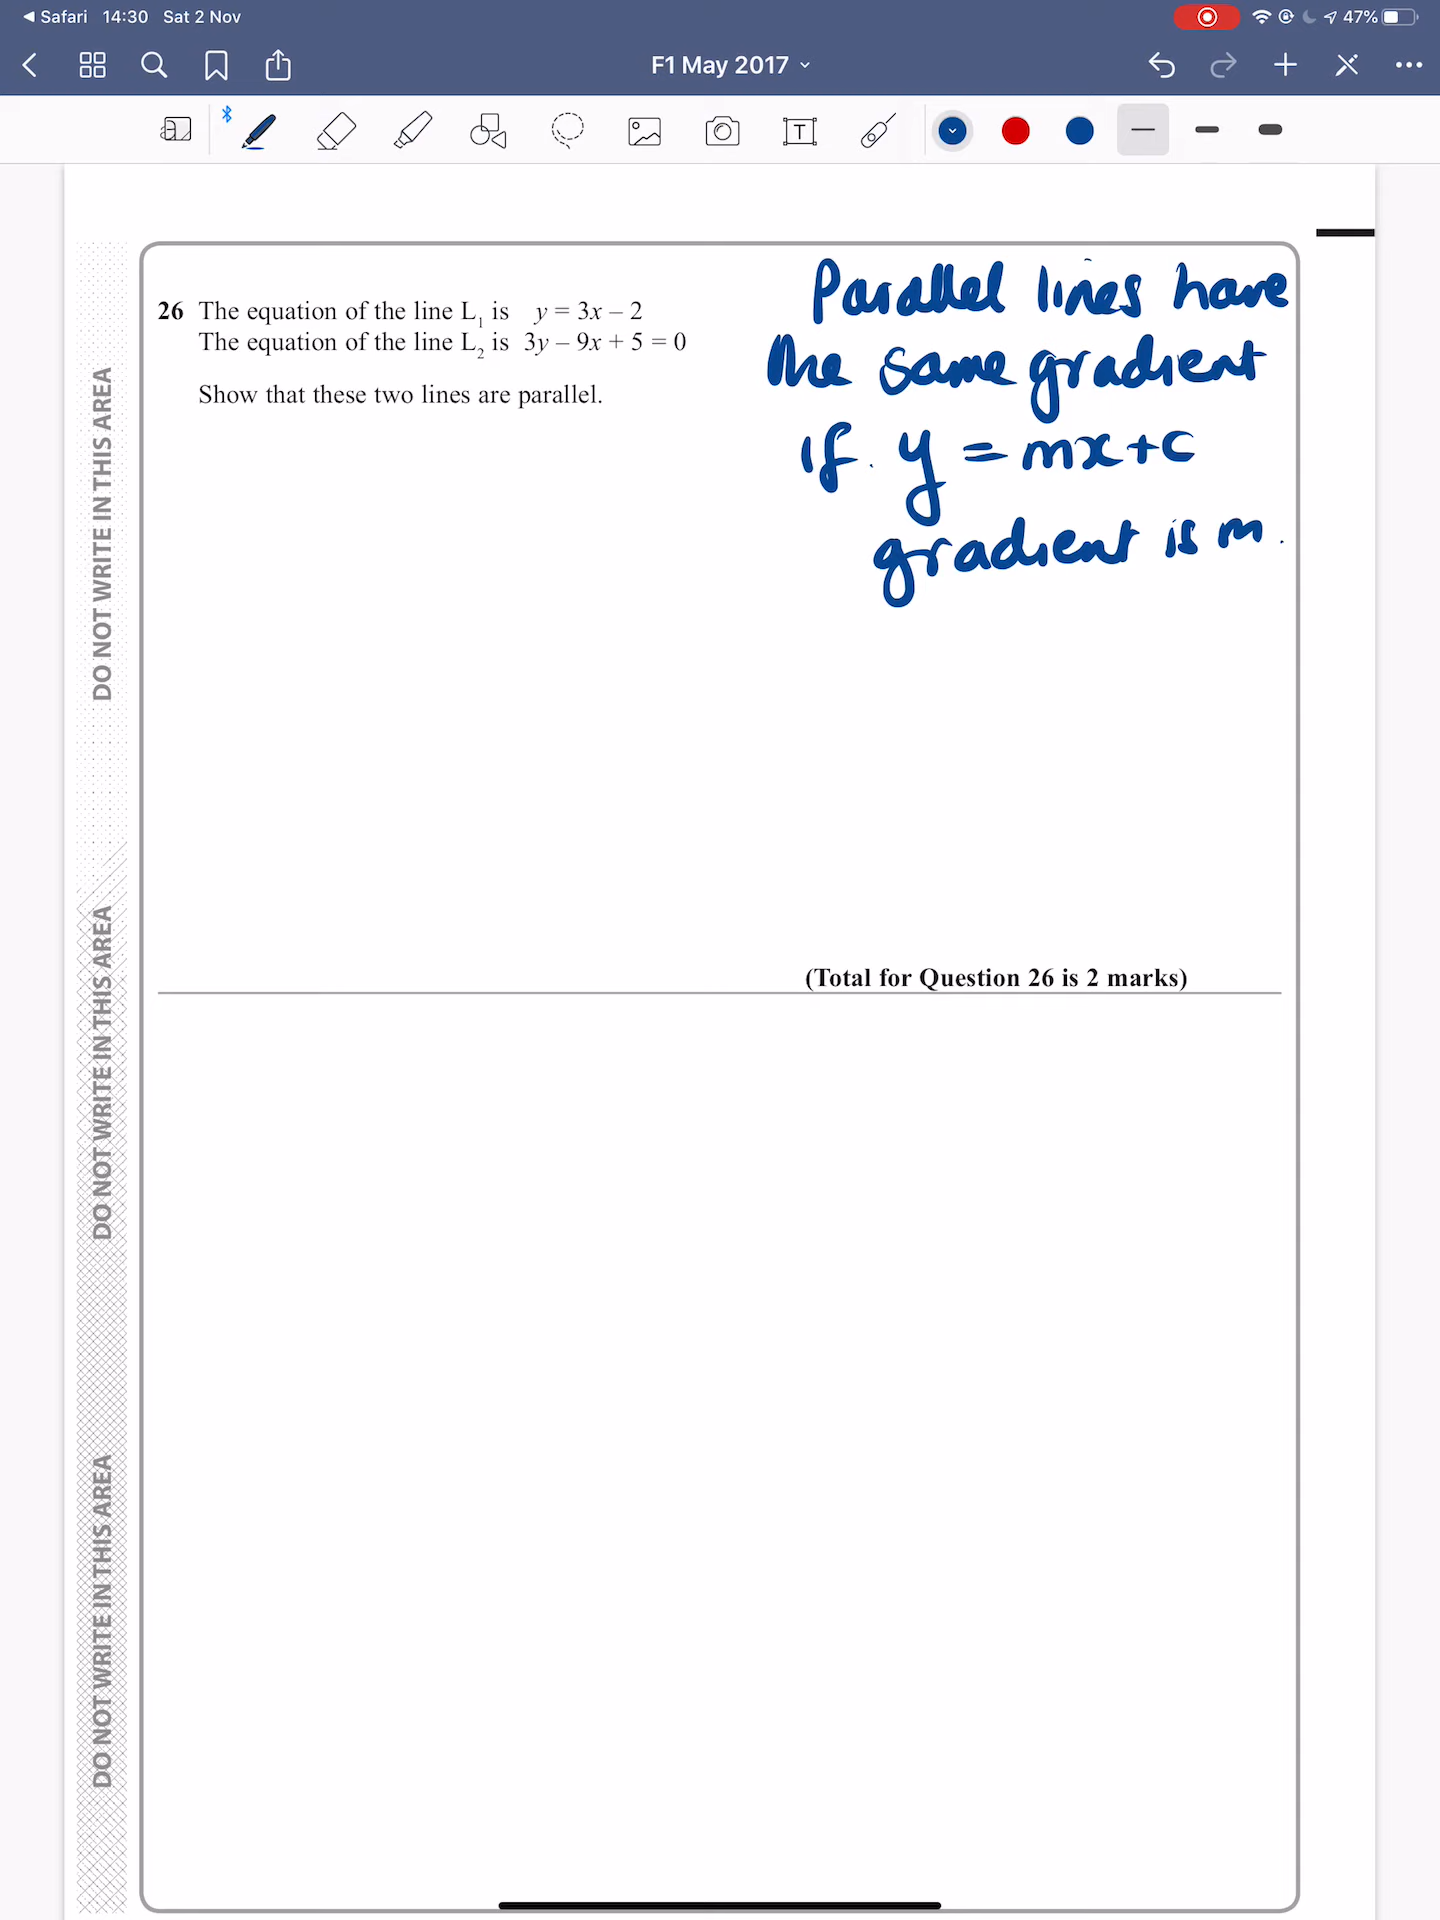 Safari 14:30 Sat 2 Nov
47%
F1 May 2017
T
26 The equation of the line L1 is y = 3x – 2
The equation of the line L2 is 3y – 9x + 5 = 0
Show that these two lines are parallel.
Parallel lines have
the same gradient
if y = mx+c
gradient is m.
(Total for Question 26 is 2 marks)
DO NOT WRITE IN THIS AREA
DO NOT WRITE IN THIS AREA
DO NOT WRITE IN THIS AREA